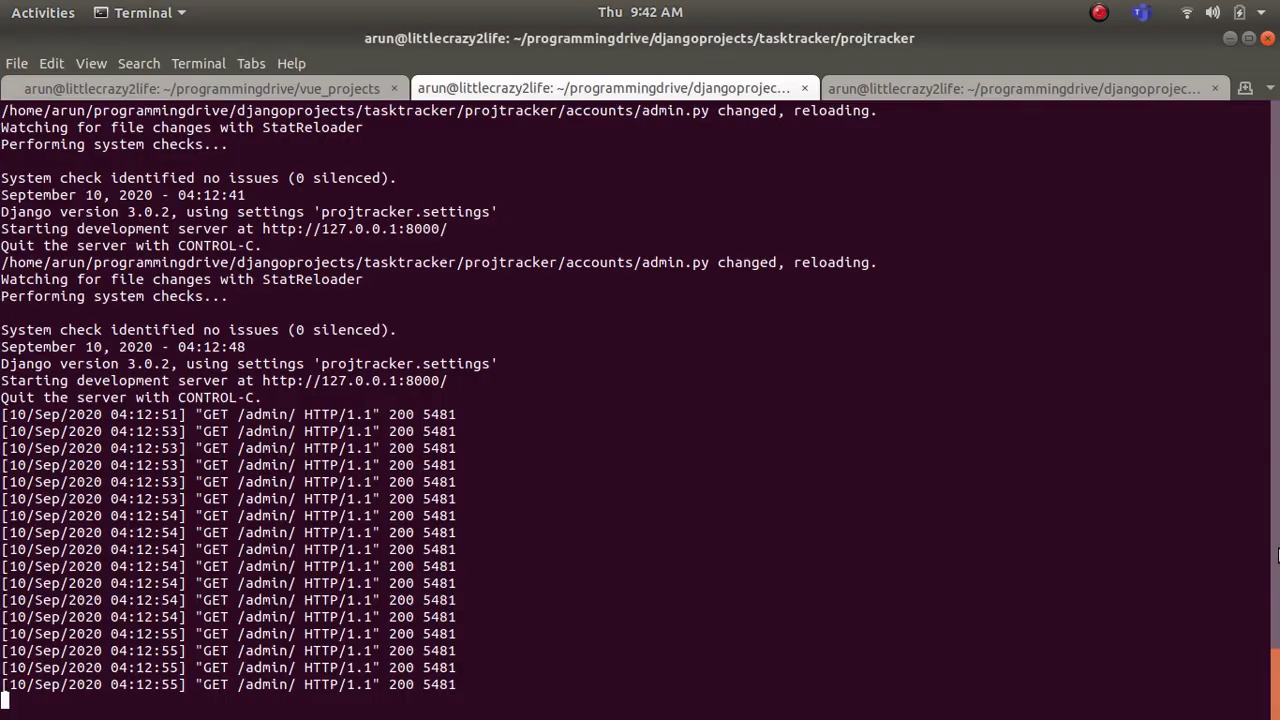 Activities Terminal Thu 9:42 AM
arun@littlecrazy2life: ~/programmingdrive/djangoprojects/tasktracker/projtracker
File Edit View Search Terminal Tabs Help
arun@littlecrazy2life: ~/programmingdrive/vue_projects × arun@littlecrazy2life: ~/programmingdrive/djangoprojec... × arun@littlecrazy2life: ~/programmingdrive/djangoprojec... ×
/home/arun/programmingdrive/djangoprojects/tasktracker/projtracker/accounts/admin.py changed, reloading.
Watching for file changes with StatReloader
Performing system checks...
System check identified no issues (0 silenced).
September 10, 2020 - 04:12:41
Django version 3.0.2, using settings 'projtracker.settings'
Starting development server at http://127.0.0.1:8000/
Quit the server with CONTROL-C.
/home/arun/programmingdrive/djangoprojects/tasktracker/projtracker/accounts/admin.py changed, reloading.
Watching for file changes with StatReloader
Performing system checks...
System check identified no issues (0 silenced).
September 10, 2020 - 04:12:48
Django version 3.0.2, using settings 'projtracker.settings'
Starting development server at http://127.0.0.1:8000/
Quit the server with CONTROL-C.
[10/Sep/2020 04:12:51] "GET /admin/ HTTP/1.1" 200 5481
[10/Sep/2020 04:12:53] "GET /admin/ HTTP/1.1" 200 5481
[10/Sep/2020 04:12:53] "GET /admin/ HTTP/1.1" 200 5481
[10/Sep/2020 04:12:53] "GET /admin/ HTTP/1.1" 200 5481
[10/Sep/2020 04:12:53] "GET /admin/ HTTP/1.1" 200 5481
[10/Sep/2020 04:12:53] "GET /admin/ HTTP/1.1" 200 5481
[10/Sep/2020 04:12:54] "GET /admin/ HTTP/1.1" 200 5481
[10/Sep/2020 04:12:54] "GET /admin/ HTTP/1.1" 200 5481
[10/Sep/2020 04:12:54] "GET /admin/ HTTP/1.1" 200 5481
[10/Sep/2020 04:12:54] "GET /admin/ HTTP/1.1" 200 5481
[10/Sep/2020 04:12:54] "GET /admin/ HTTP/1.1" 200 5481
[10/Sep/2020 04:12:54] "GET /admin/ HTTP/1.1" 200 5481
[10/Sep/2020 04:12:54] "GET /admin/ HTTP/1.1" 200 5481
[10/Sep/2020 04:12:55] "GET /admin/ HTTP/1.1" 200 5481
[10/Sep/2020 04:12:55] "GET /admin/ HTTP/1.1" 200 5481
[10/Sep/2020 04:12:55] "GET /admin/ HTTP/1.1" 200 5481
[10/Sep/2020 04:12:55] "GET /admin/ HTTP/1.1" 200 5481